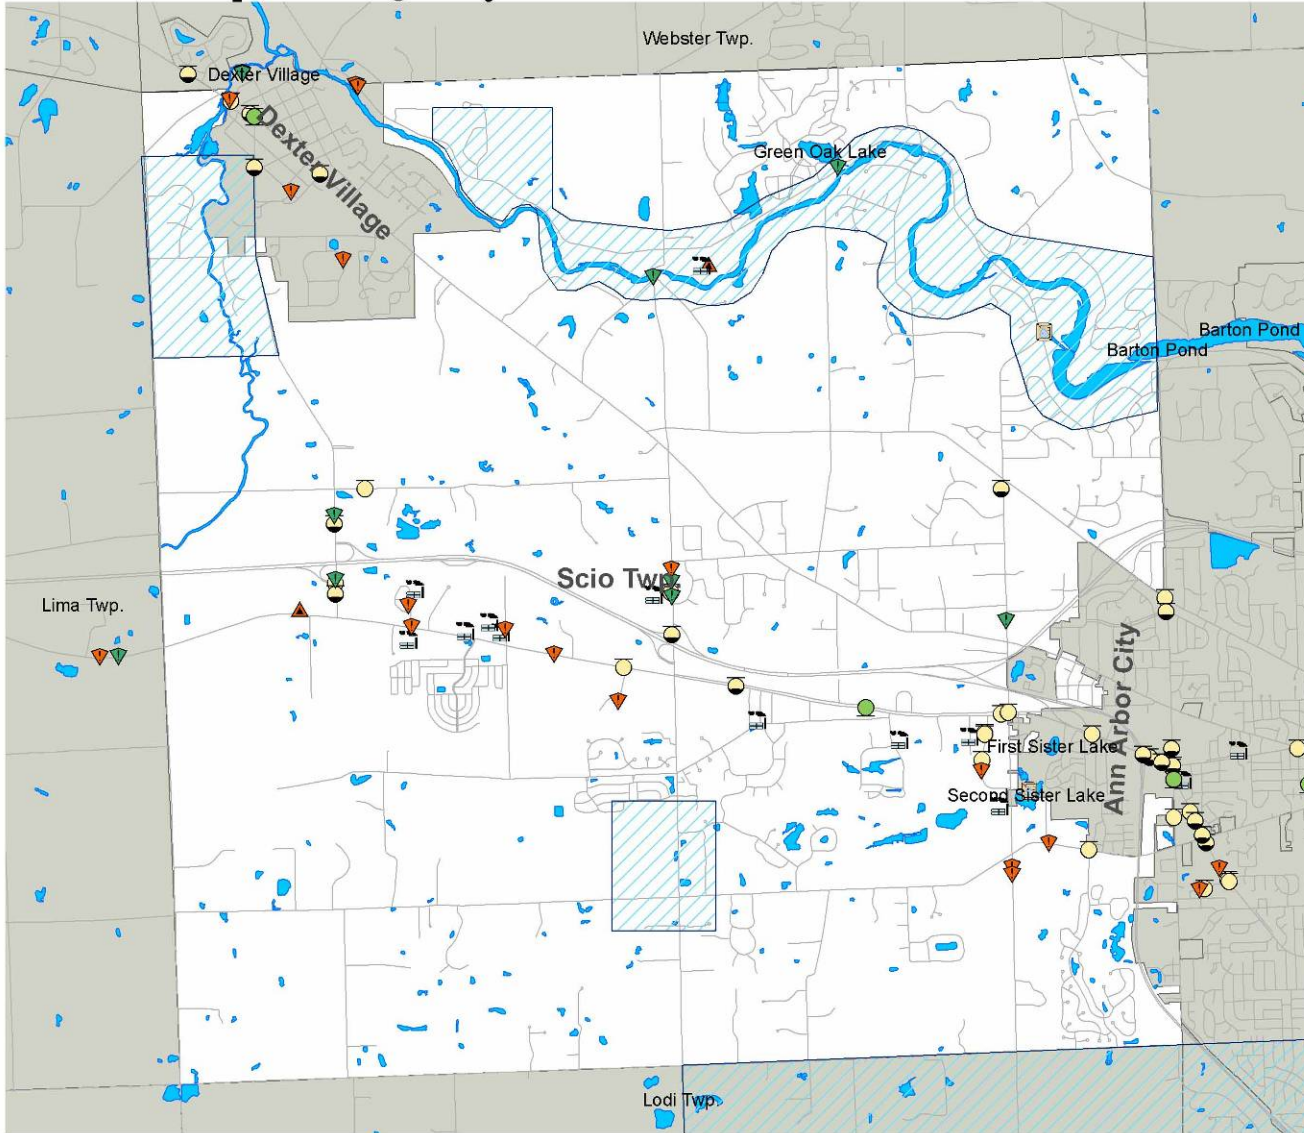 Webster Twp.
Dexter Village
Dexter Village
Green Oak Lake
Barton Pond
Barton Pond
Scio Twp.
Lima Twp.
Ann Arbor City
First Sister Lake
Second Sister Lake
Lodi Twp.